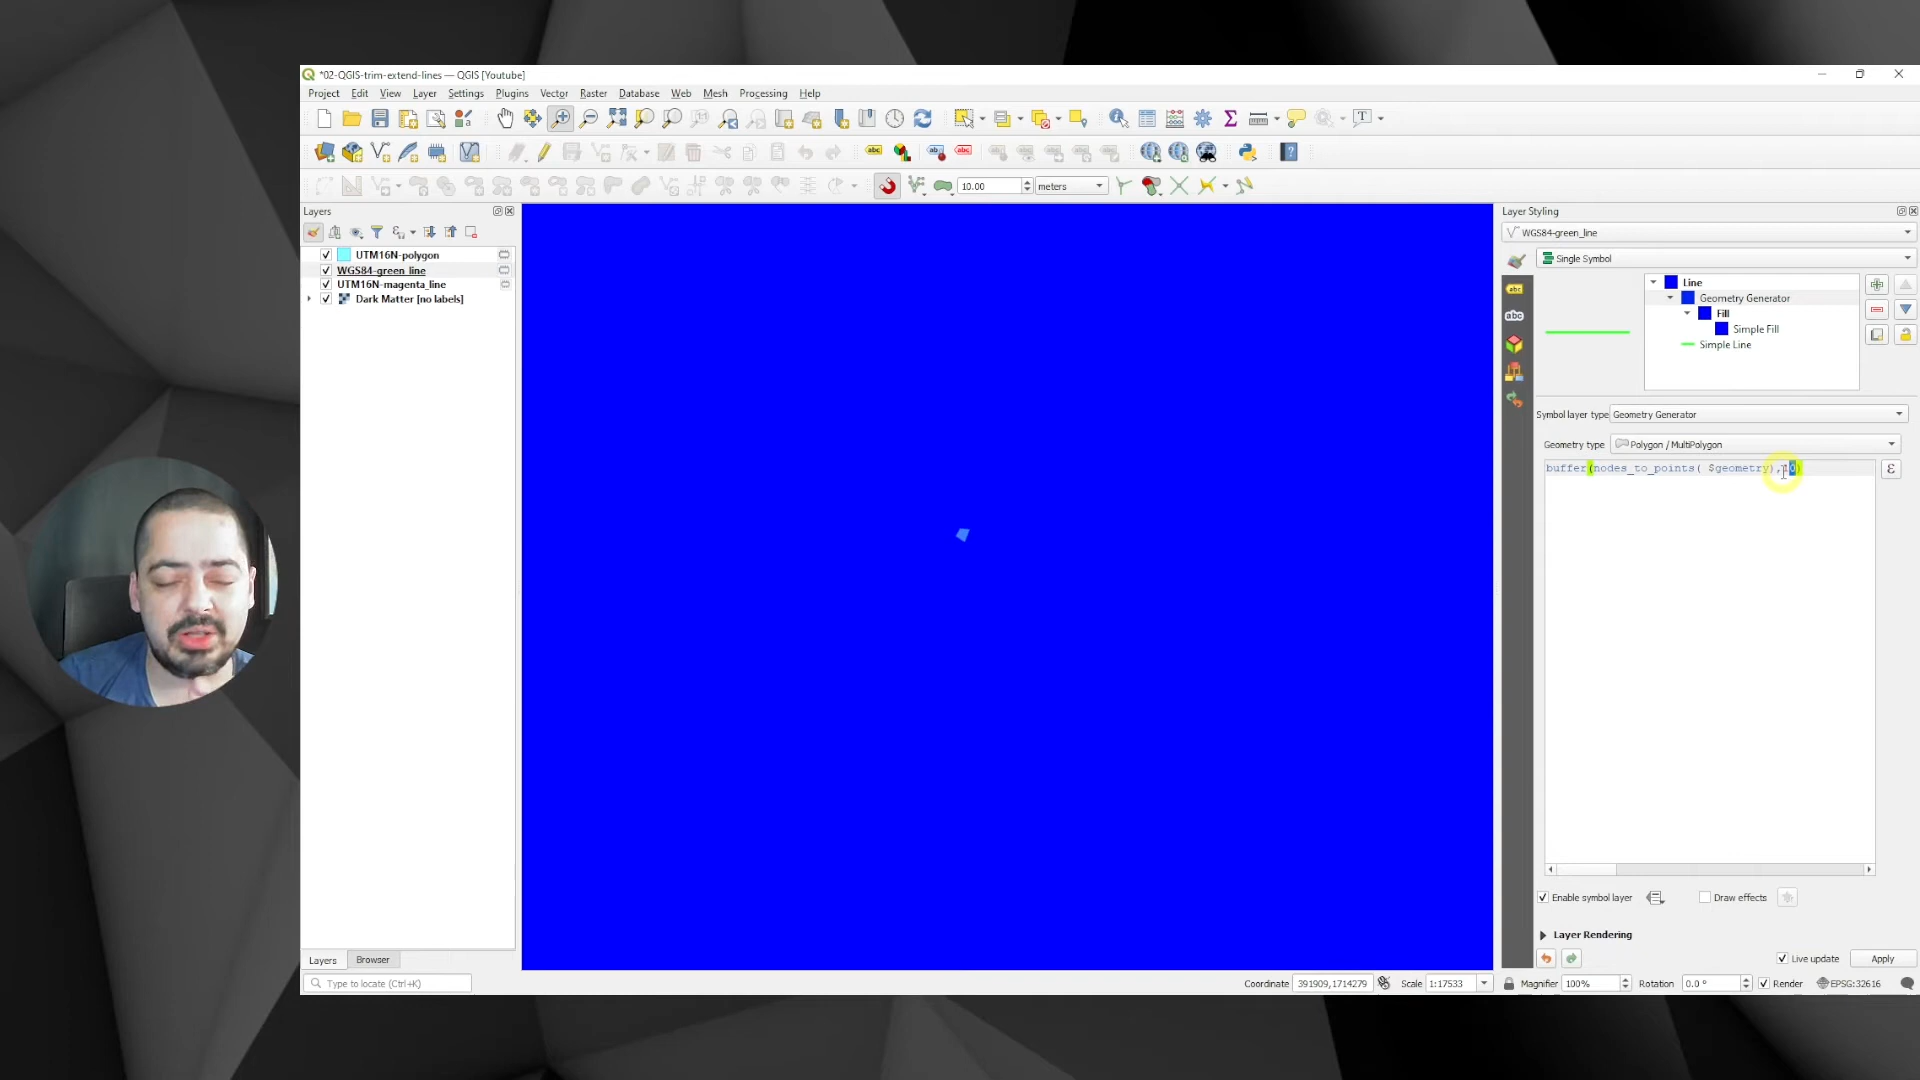 *02-QGIS-trim-extend-lines — QGIS [Youtube]
Project Edit View Layer Settings Plugins Vector Raster Database Web Mesh Processing Help
10.00 meters
Layers
UTM16N-polygon
WGS84-green_line
UTM16N-magenta_line
Dark Matter [no labels]
Layer Styling
WGS84-green_line
Single Symbol
Line
Geometry Generator
Fill
Simple Fill
Simple Line
Symbol layer type Geometry Generator
Geometry type Polygon / MultiPolygon
buffer(nodes_to_points( $geometry),10)
Enable symbol layer Draw effects
Layer Rendering
Live update Apply
Layers Browser
Type to locate (Ctrl+K)
Coordinate 391909,1714279 Scale 1:17533 Magnifier 100% Rotation 0.0 ° Render EPSG:32616